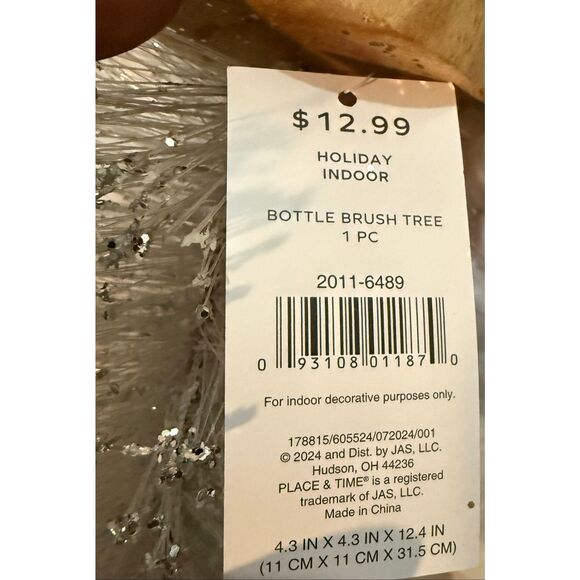 $12.99
HOLIDAY
INDOOR
BOTTLE BRUSH TREE
1 PC
2011-6489
0 93108 01187 0
For indoor decorative purposes only.
178815/605524/072024/001
© 2024 and Dist. by JAS, LLC.
Hudson, OH 44236
PLACE & TIME® is a registered
trademark of JAS, LLC.
Made in China
4.3 IN X 4.3 IN X 12.4 IN
(11 CM X 11 CM X 31.5 CM)